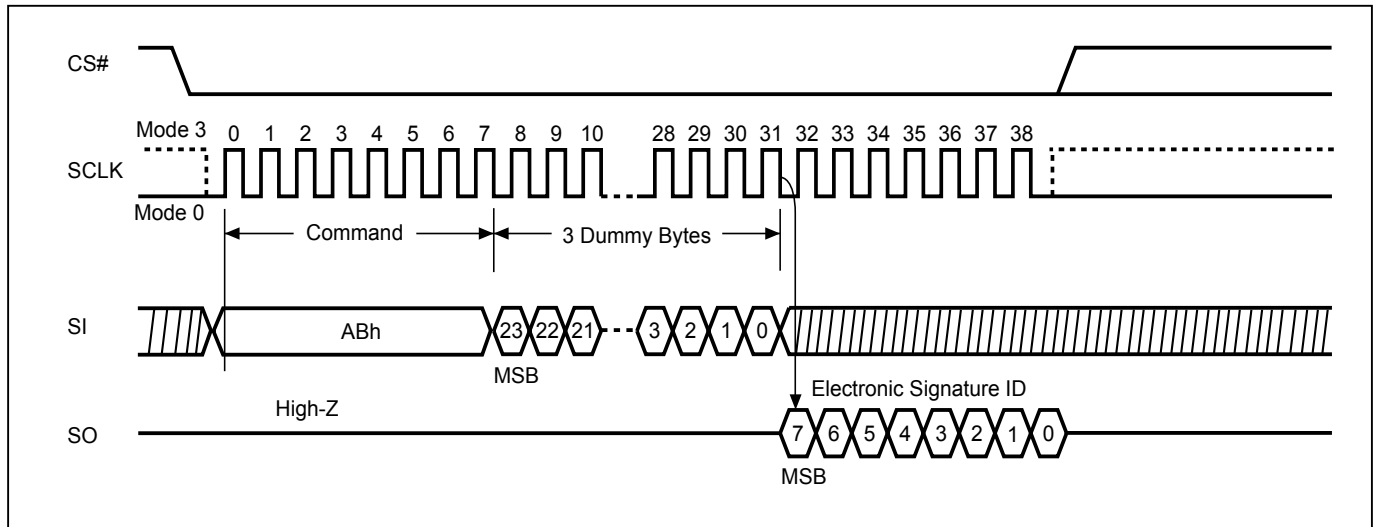 CS#
Mode 3
0 1 2 3 4 5 6 7 8 9 10 28 29 30 31 32 33 34 35 36 37 38
SCLK
Mode 0
Command
3 Dummy Bytes
SI
ABh
23 22 21 3 2 1 0
MSB
Electronic Signature ID
High-Z
SO
7 6 5 4 3 2 1 0
MSB